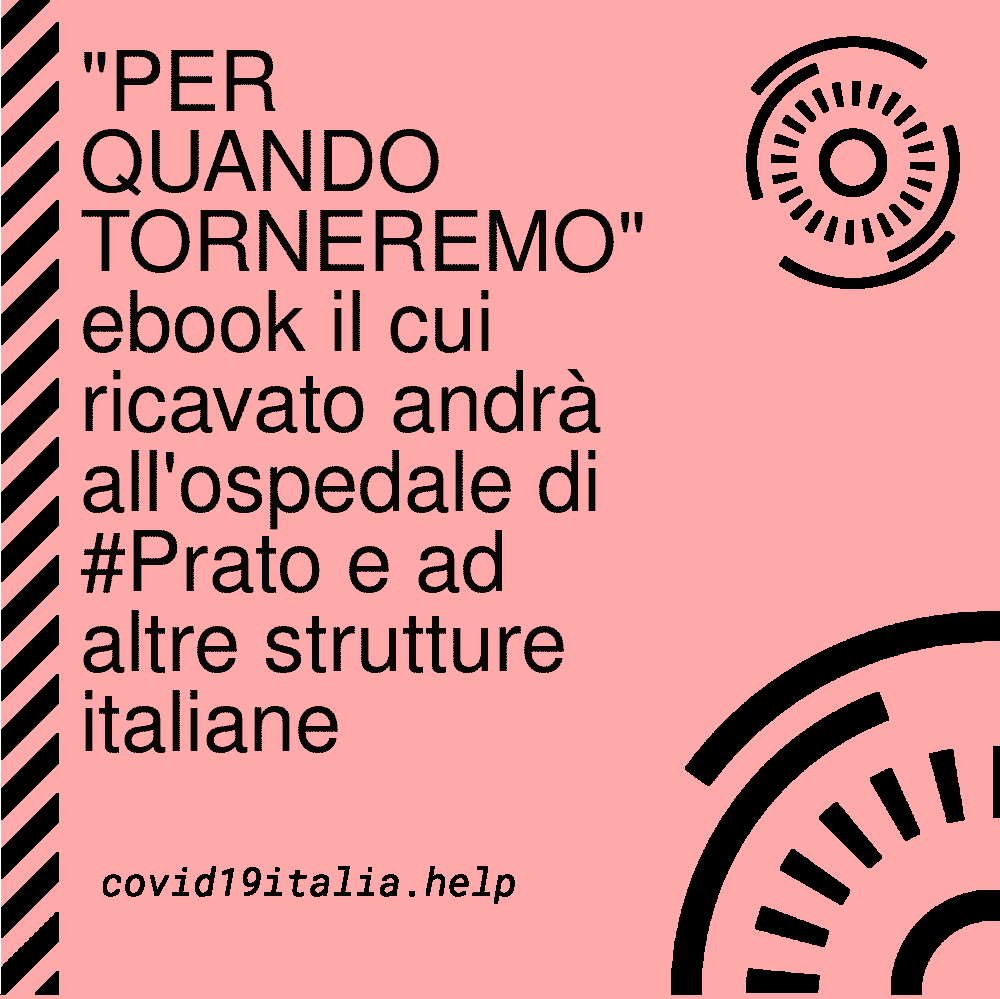 "PER
QUANDO
TORNEREMO"
ebook il cui
ricavato andrà
all'ospedale di
#Prato e ad
altre strutture
italiane
covid19italia.help